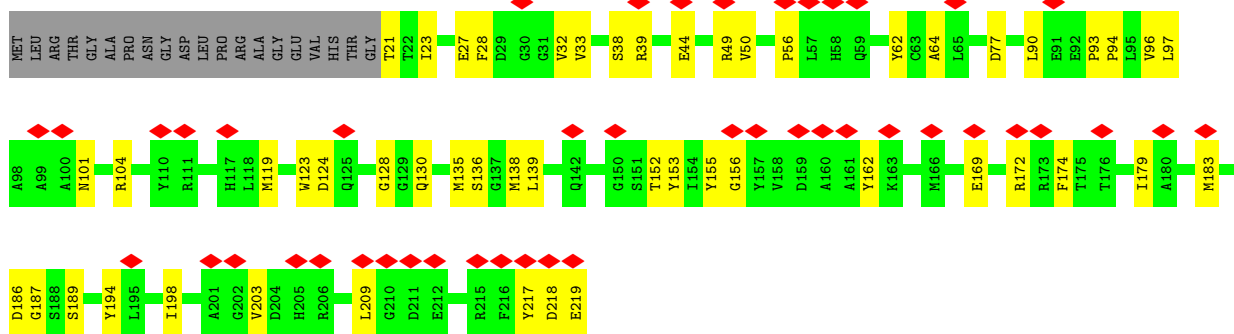 MET LEU ARG THR GLY ALA PRO ASN GLY ASP LEU PRO ARG ALA GLY GLU VAL HIS THR GLY T21 T22 I23 E27 F28 D29 G30 G31 V32 V33 S38 R39 E44 R49 V50 P56 L57 H58 Q59 Y62 C63 A64 L65 D77 L90 E91 E92 P93 P94 L95 V96 L97
A98 A99 A100 N101 R104 Y110 R111 H117 L118 M119 W123 D124 Q125 G128 G129 Q130 M135 S136 G137 M138 L139 Q142 G150 S151 T152 Y153 I154 Y155 G156 Y157 V158 D159 A160 A161 Y162 K163 M166 E169 R172 R173 F174 T175 T176 I179 A180 M183
D186 G187 S188 S189 Y194 L195 I198 A201 G202 V203 D204 H205 R206 L209 G210 D211 E212 R215 F216 Y217 D218 E219